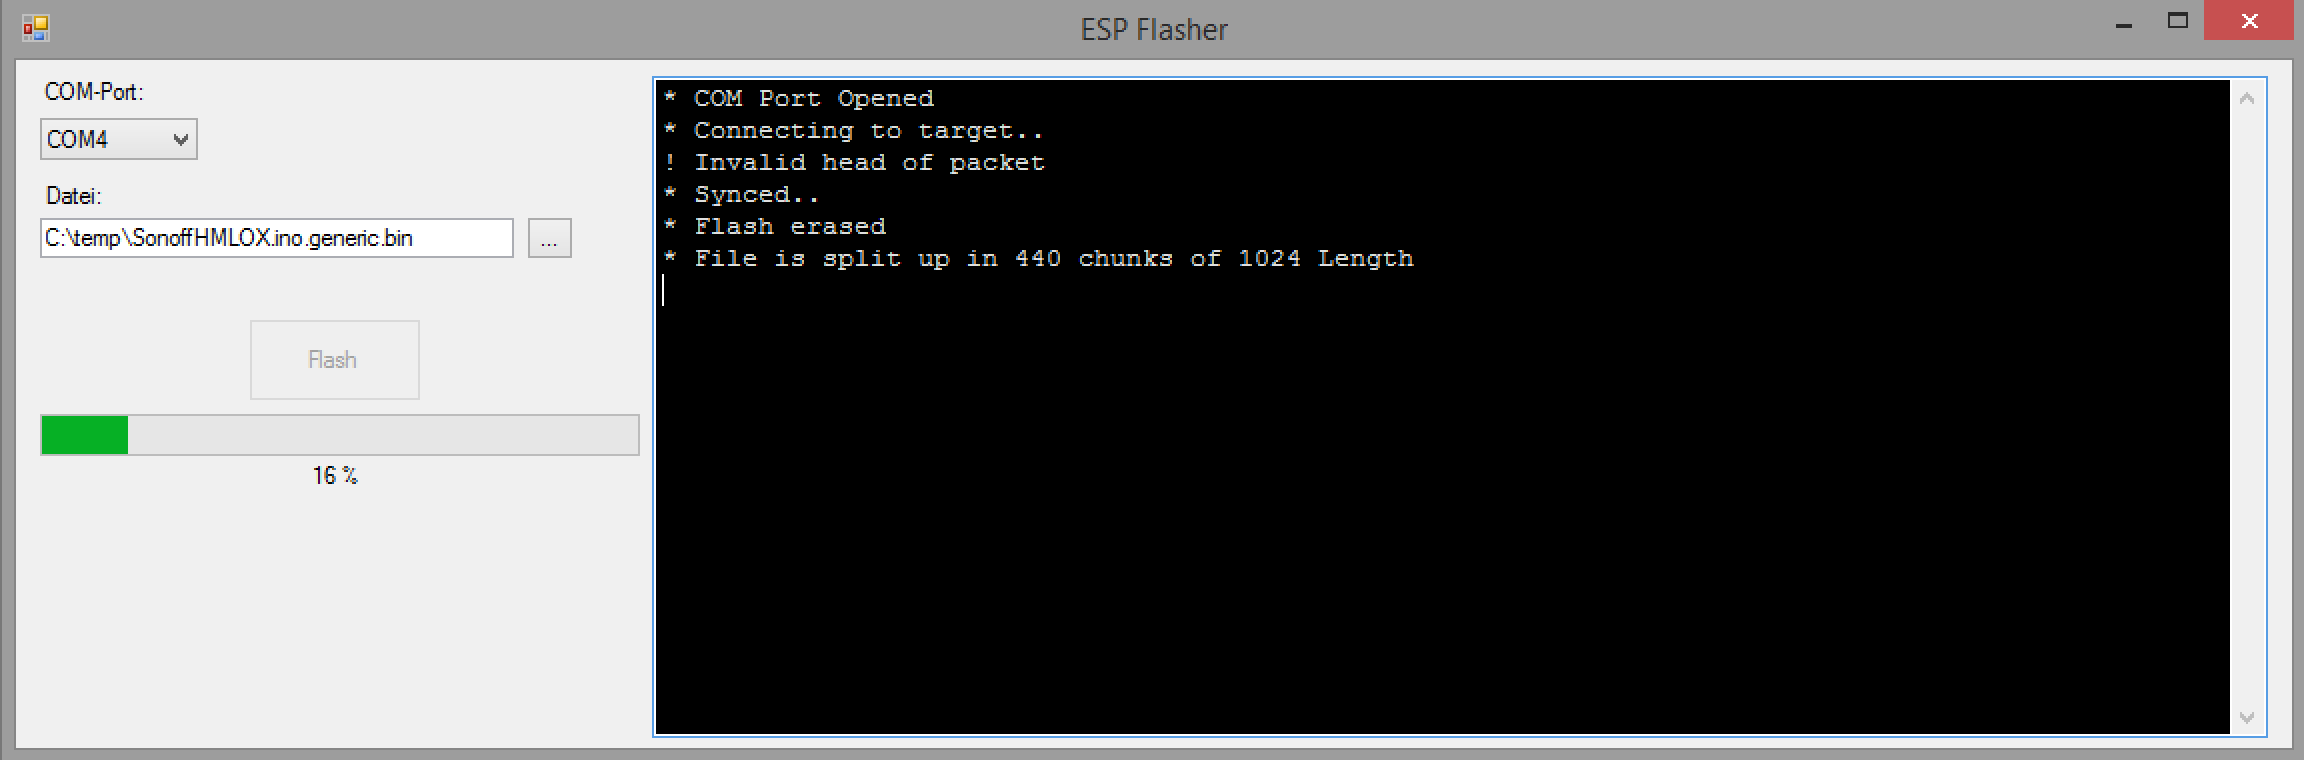 ESP Flasher
COM-Port:
COM4
Datei:
C:\temp\SonoffHMLOX.ino.generic.bin
...
Flash
16 %
* COM Port Opened
* Connecting to target..
! Invalid head of packet
* Synced..
* Flash erased
* File is split up in 440 chunks of 1024 Length